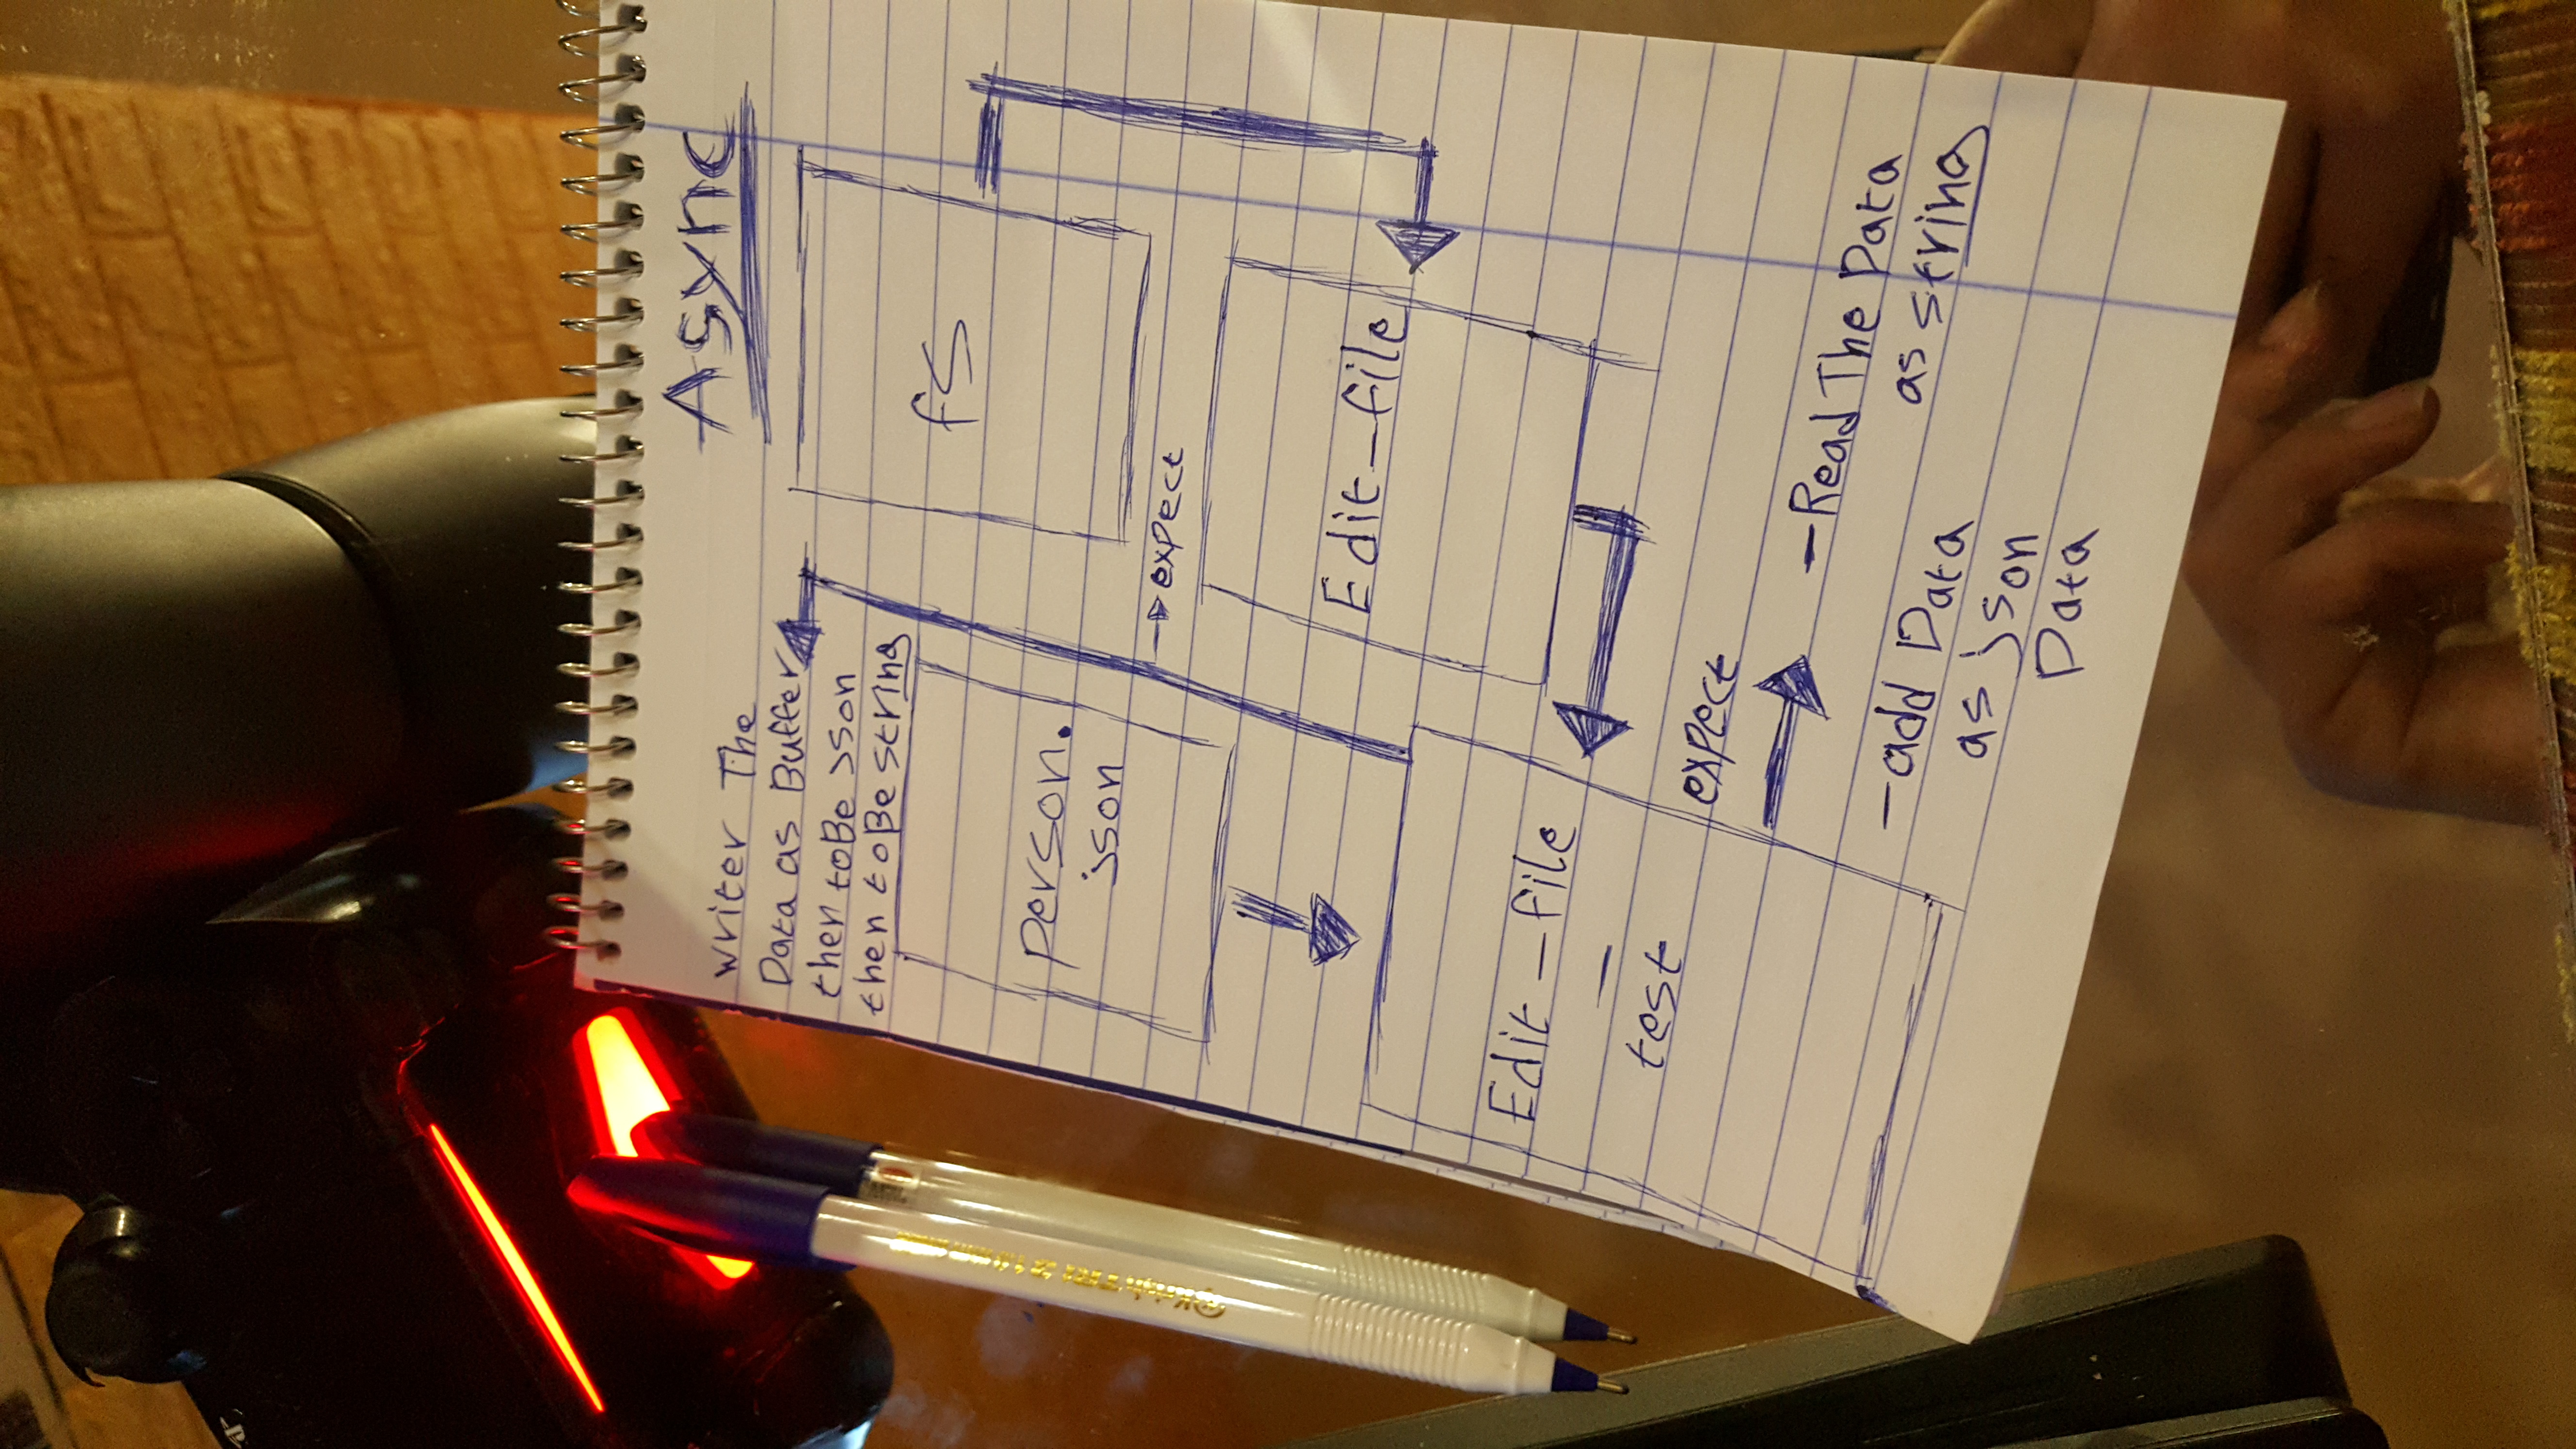 Async
writer The
Data as Buffer
then toBe json
then toBe string
fS
person.
json
expect
Edit_file
Edit_file
_
test
expect
-Read The Data
as string
-add Data
as json
Data